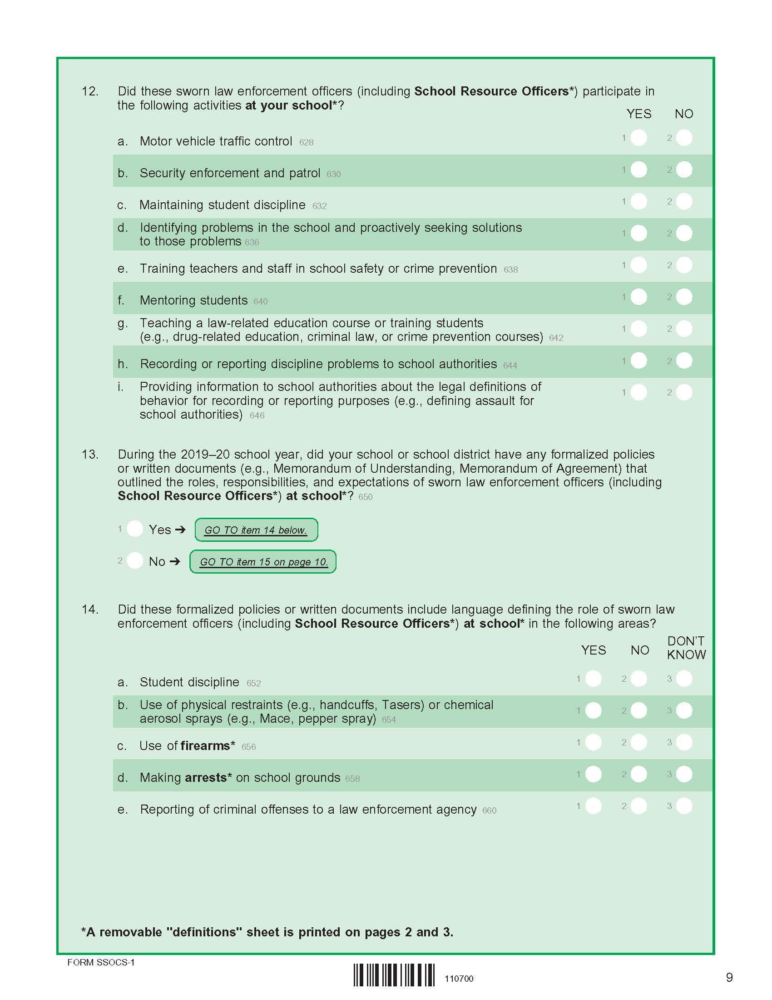 12. Did these sworn law enforcement officers (including School Resource Officers*) participate in
the following activities at your school*?
YES NO
a. Motor vehicle traffic control 628 1 2
b. Security enforcement and patrol 630 1 2
c. Maintaining student discipline 632 1 2
d. Identifying problems in the school and proactively seeking solutions
to those problems 636 1 2
e. Training teachers and staff in school safety or crime prevention 638 1 2
f. Mentoring students 640 1 2
g. Teaching a law-related education course or training students
(e.g., drug-related education, criminal law, or crime prevention courses) 642 1 2
h. Recording or reporting discipline problems to school authorities 644 1 2
i. Providing information to school authorities about the legal definitions of 1 2
behavior for recording or reporting purposes (e.g., defining assault for
school authorities) 646
13. During the 2019–20 school year, did your school or school district have any formalized policies
or written documents (e.g., Memorandum of Understanding, Memorandum of Agreement) that
outlined the roles, responsibilities, and expectations of sworn law enforcement officers (including
School Resource Officers*) at school*? 650
1 Yes ➔ GO TO item 14 below.
2 No ➔ GO TO item 15 on page 10.
14. Did these formalized policies or written documents include language defining the role of sworn law
enforcement officers (including School Resource Officers*) at school* in the following areas?
YES NO DON'T
KNOW
a. Student discipline 652 1 2 3
b. Use of physical restraints (e.g., handcuffs, Tasers) or chemical
aerosol sprays (e.g., Mace, pepper spray) 654 1 2 3
c. Use of firearms* 656 1 2 3
d. Making arrests* on school grounds 658 1 2 3
e. Reporting of criminal offenses to a law enforcement agency 660 1 2 3
*A removable "definitions" sheet is printed on pages 2 and 3.
FORM SSOCS-1
110700
9